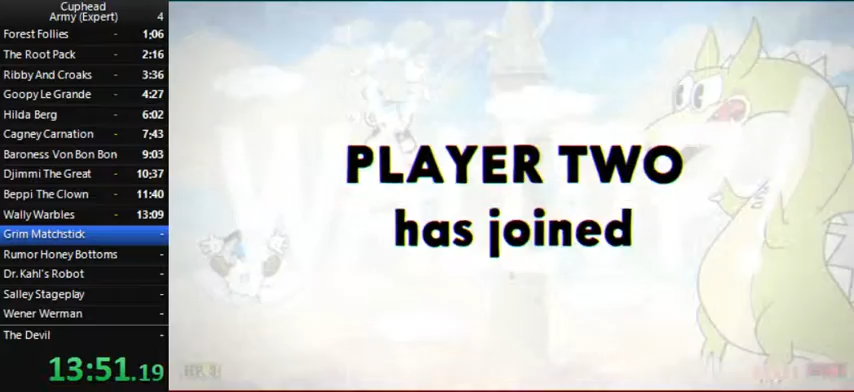 Cuphead
Army (Expert) 4
Forest Follies - 1:06
The Root Pack - 2:16
Ribby And Croaks - 3:36
Goopy Le Grande - 4:27
Hilda Berg - 6:02
Cagney Carnation - 7:43
Baroness Von Bon Bon 9:03
Djimmi The Great - 10:37
Beppi The Clown - 11:40
Wally Warbles - 13:09
Grim Matchstick -
Rumor Honey Bottoms -
Dr. Kahl's Robot -
Salley Stageplay -
Wener Werman -
The Devil -
13:51.19
PLAYER TWO
has joined